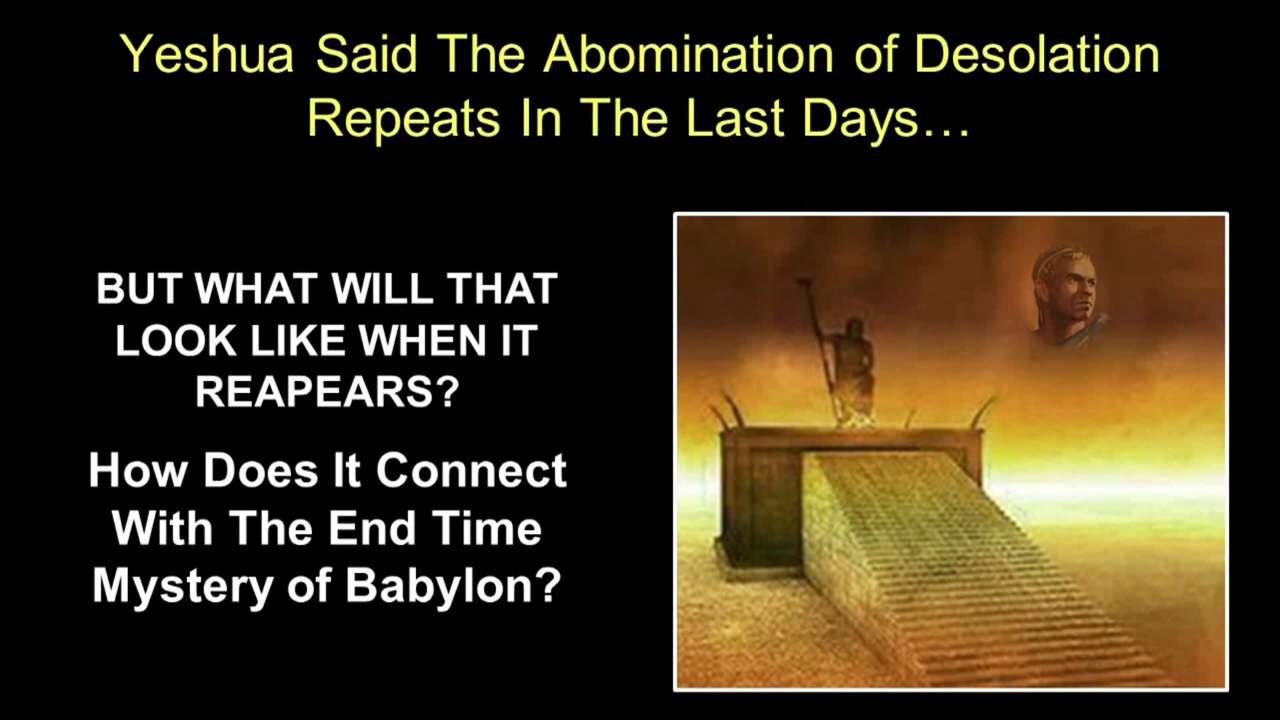 Yeshua Said The Abomination of Desolation
Repeats In The Last Days…
BUT WHAT WILL THAT
LOOK LIKE WHEN IT
REAPEARS?
How Does It Connect
With The End Time
Mystery of Babylon?